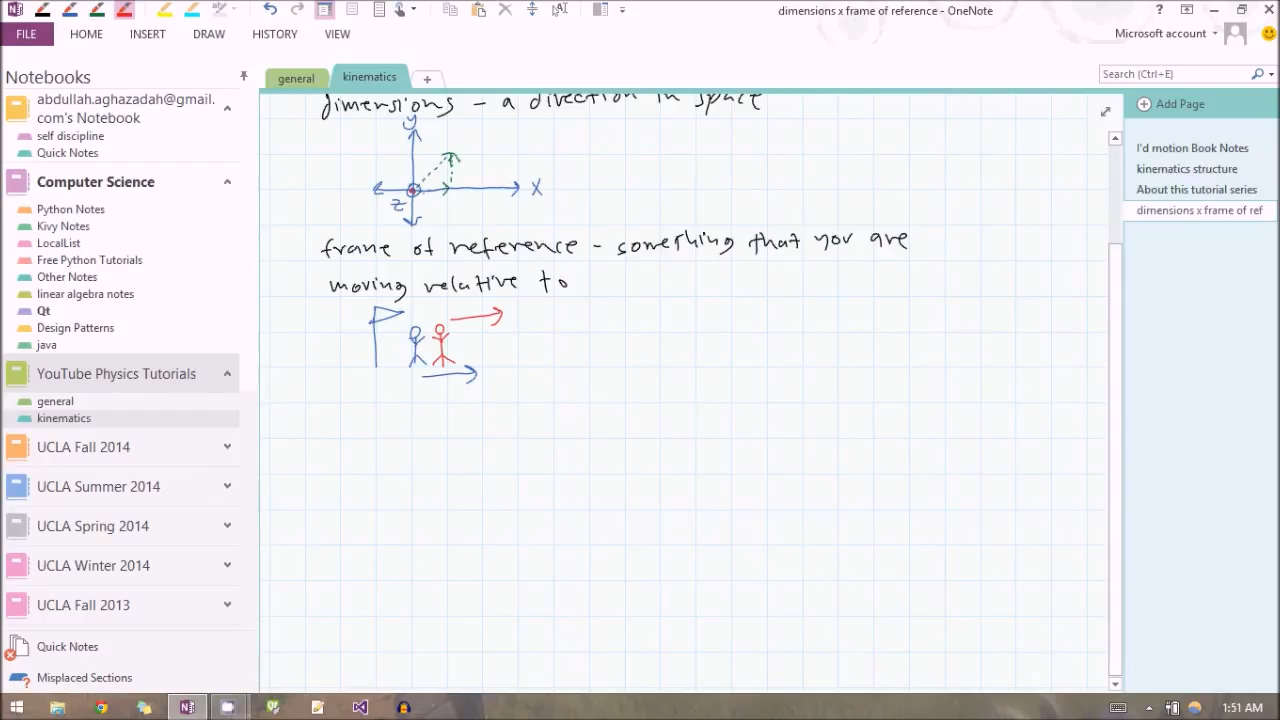 dimensions x frame of reference - OneNote
?
FILE
HOME
INSERT
DRAW
HISTORY
VIEW
Microsoft account
Notebooks
general
kinematics
+
Search (Ctrl+E)
abdullah.aghazadah@gmail.
com's Notebook
self discipline
Quick Notes
Computer Science
Python Notes
Kivy Notes
LocalList
Free Python Tutorials
Other Notes
linear algebra notes
Qt
Design Patterns
java
YouTube Physics Tutorials
general
kinematics
UCLA Fall 2014
UCLA Summer 2014
UCLA Spring 2014
UCLA Winter 2014
UCLA Fall 2013
Quick Notes
Misplaced Sections
dimensions - a direction in space
y
x
z
frame of reference - something that you are
moving relative to
Add Page
I'd motion Book Notes
kinematics structure
About this tutorial series
dimensions x frame of ref
1:51 AM